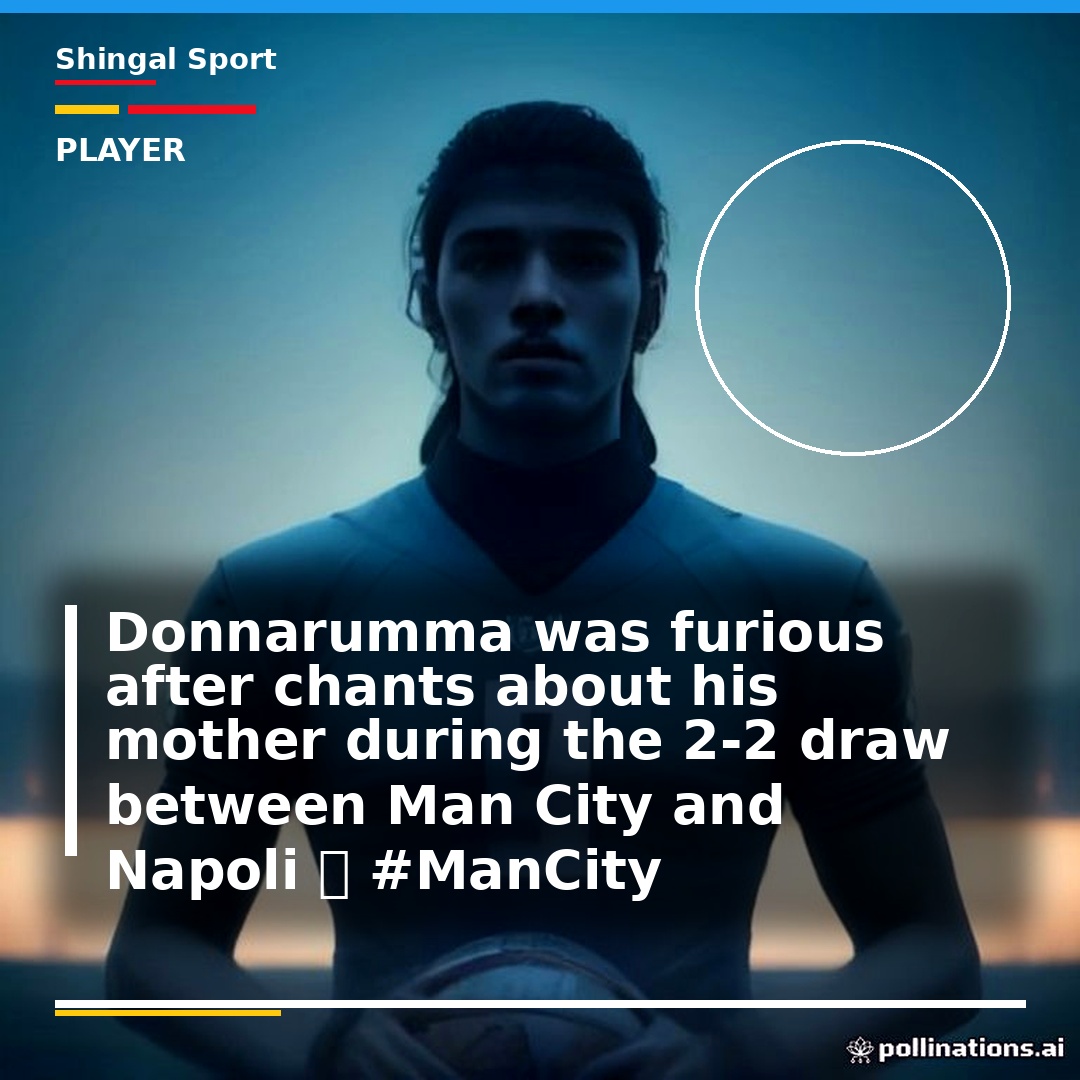 Shingal Sport
PLAYER
Donnarumma was furious
after chants about his
mother during the 2-2 draw
between Man City and
Napoli ▯ #ManCity
pollinations.ai